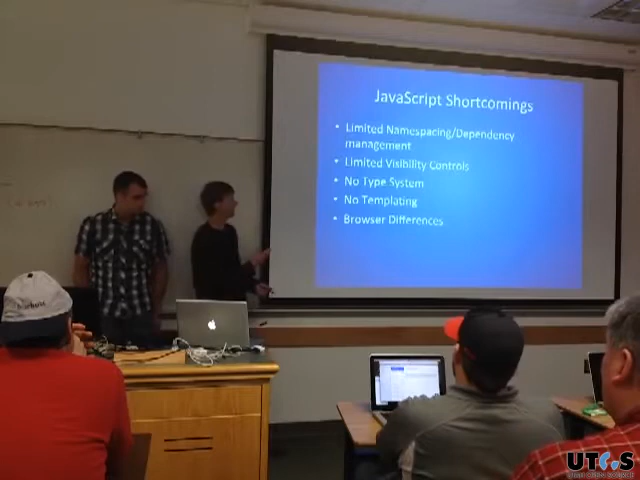 JavaScript Shortcomings
• Limited Namespacing/Dependency
management
• Limited Visibility Controls
• No Type System
• No Templating
• Browser Differences
UTOS